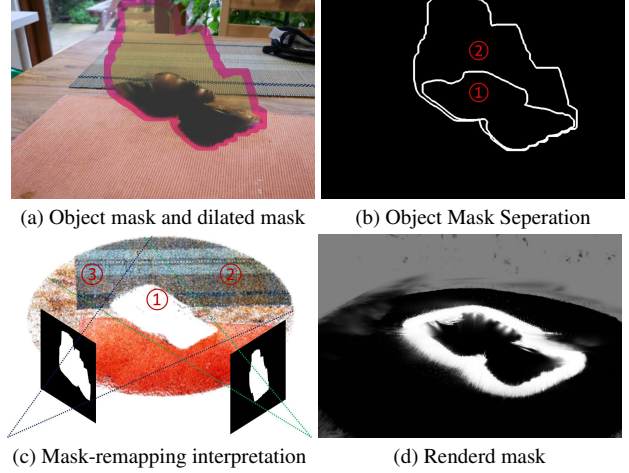 (a) Object mask and dilated mask
②
①
(b) Object Mask Seperation
③
②
①
(c) Mask-remapping interpretation
(d) Renderd mask